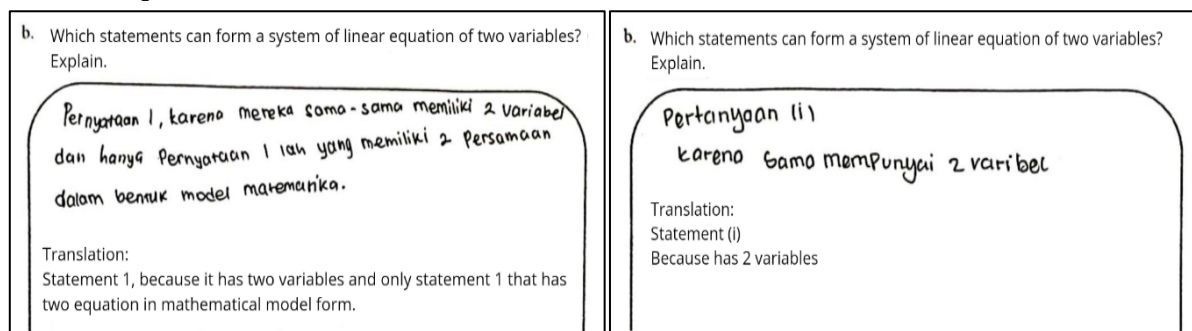 b. Which statements can form a system of linear equation of two variables?
Explain.
Pernyataan 1, karena mereka sama-sama memiliki 2 variabel
dan hanya Pernyataan 1 lah yang memiliki 2 Persamaan
dalam bentuk model matematika.
Translation:
Statement 1, because it has two variables and only statement 1 that has
two equation in mathematical model form.
b. Which statements can form a system of linear equation of two variables?
Explain.
Pertanyaan (i)
karena sama mempunyai 2 varibel
Translation:
Statement (i)
Because has 2 variables